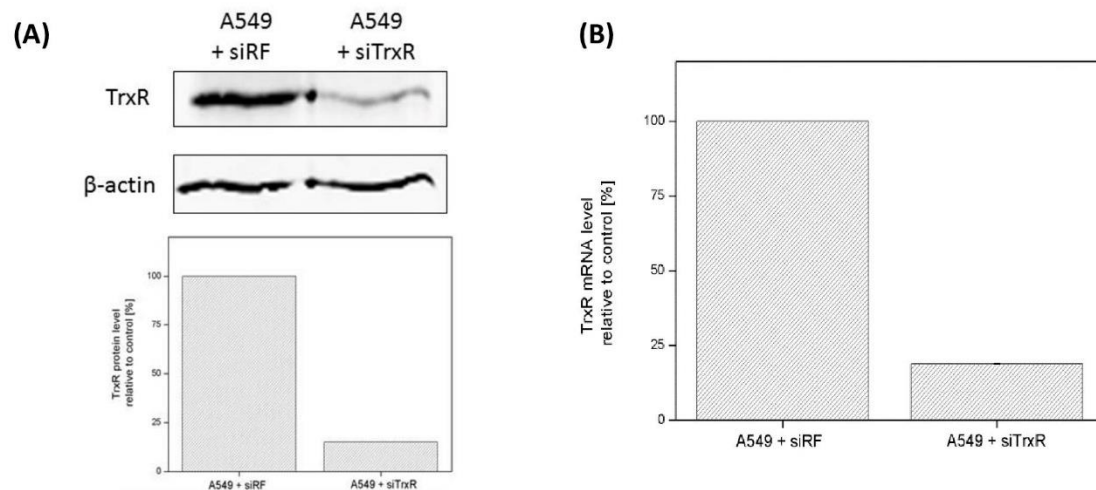 (A)
A549
+ siRF
A549
+ siTrxR
TrxR
β-actin
TrxR protein level
relative to control [%]
100
75
50
25
0
A549 + siRF
A549 + siTrxR
(B)
TrxR mRNA level
relative to control [%]
100
75
50
25
0
A549 + siRF
A549 + siTrxR